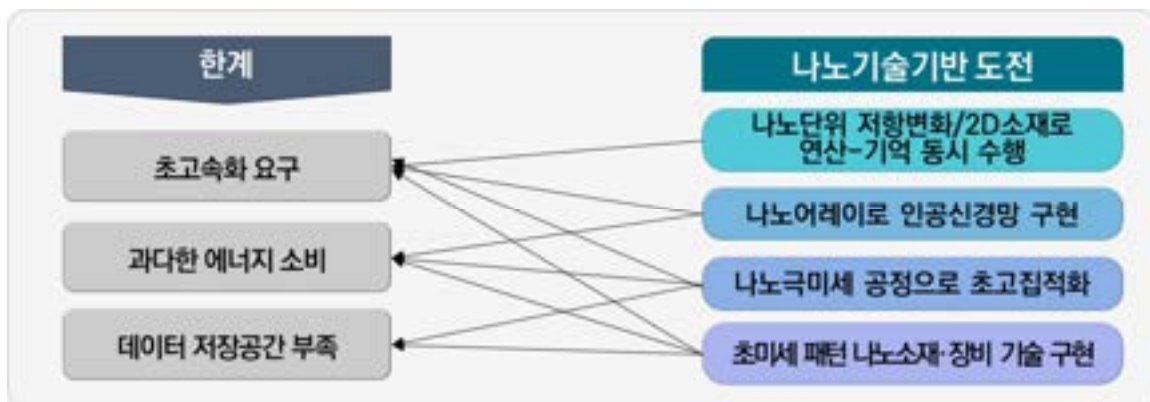 한계
나노기술기반 도전
초고속화 요구
과다한 에너지 소비
데이터 저장공간 부족
나노단위 저항변화/2D소재로
연산-기억 동시 수행
나노어레이로 인공신경망 구현
나노극미세 공정으로 초고집적화
초미세 패턴 나노소재·장비 기술 구현